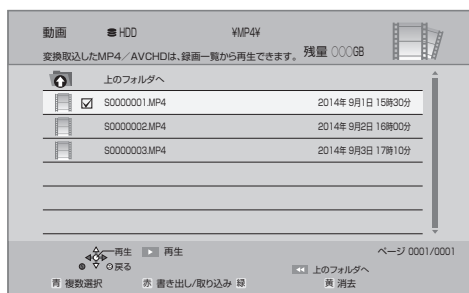 動画 HDD ¥MP4¥
変換取込したMP4/AVCHDは、録画一覧から再生できます。 残量 ○○○GB
上のフォルダへ
S0000001.MP4 2014年 9月1日 15時30分
S0000002.MP4 2014年 9月2日 16時00分
S0000003.MP4 2014年 9月3日 17時10分
再生 再生 ページ 0001/0001
戻る 上のフォルダへ
青 複数選択 赤 書き出し/取り込み 緑 黄 消去